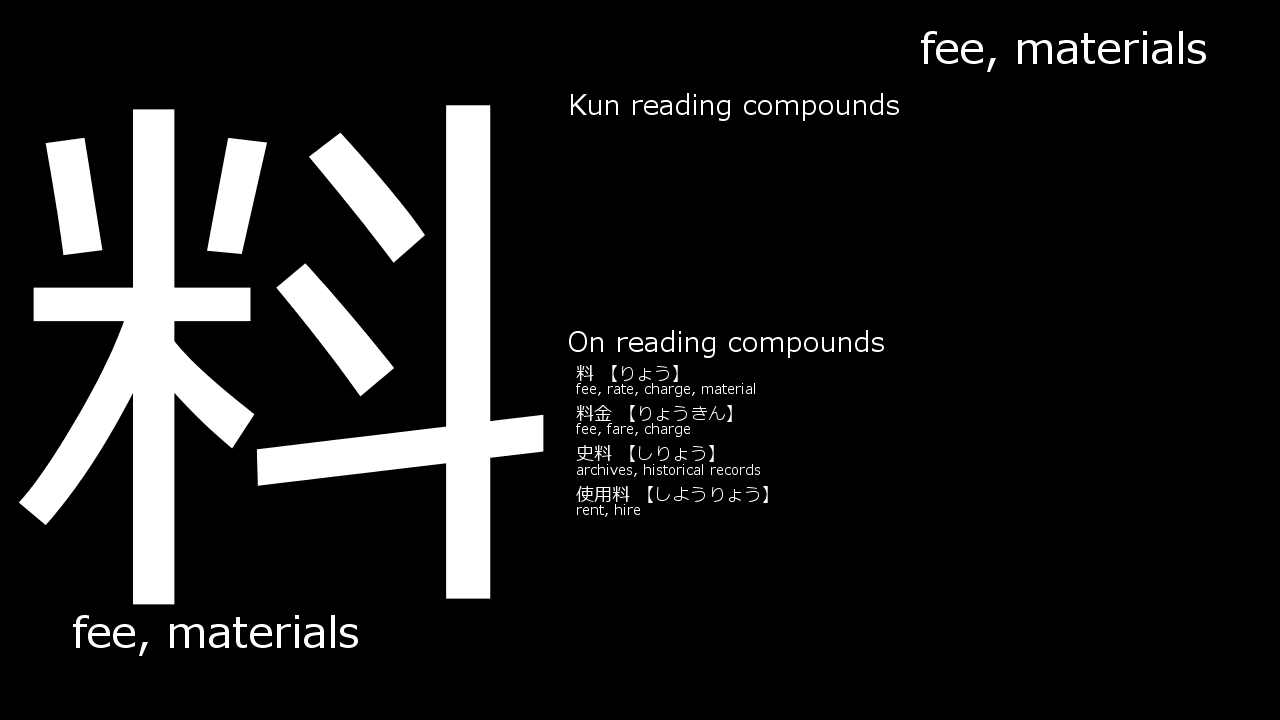 fee, materials
料
Kun reading compounds
On reading compounds
料 【りょう】
fee, rate, charge, material
料金 【りょうきん】
fee, fare, charge
史料 【しりょう】
archives, historical records
使用料 【しようりょう】
rent, hire
fee, materials